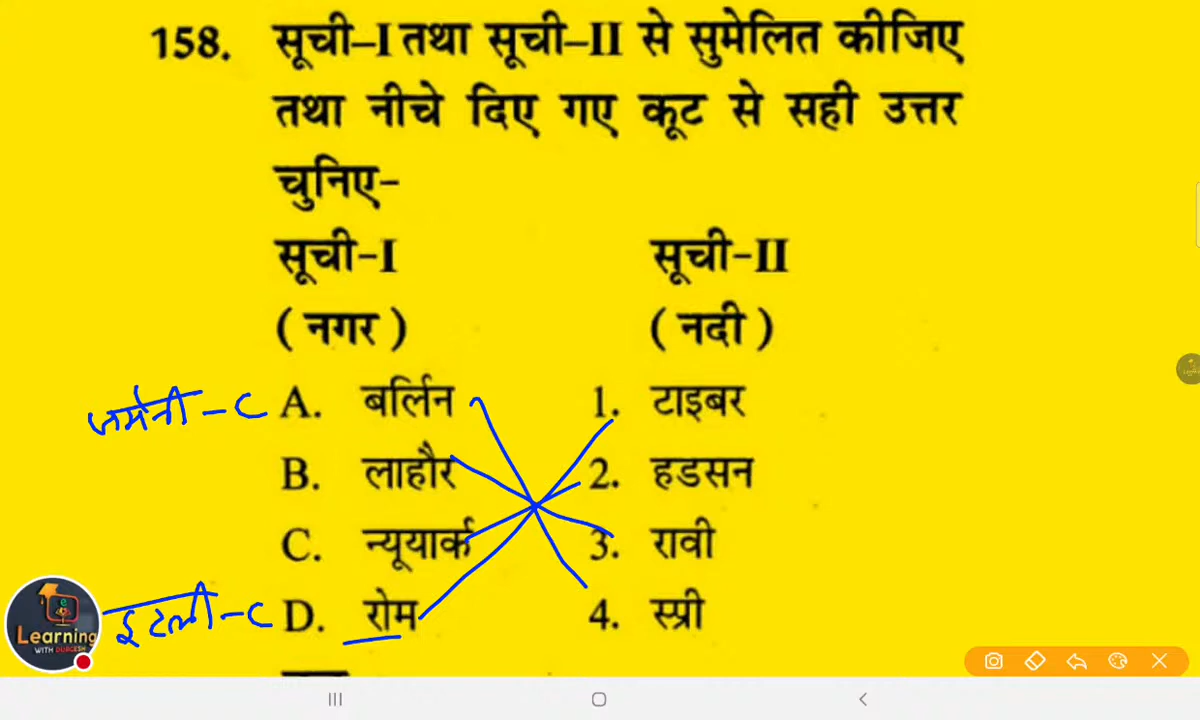 158. सूची–I तथा सूची–II से सुमेलित कीजिए
तथा नीचे दिए गए कूट से सही उत्तर
चुनिए–
सूची-I सूची-II
( नगर ) ( नदी )
जर्मनी – C A. बर्लिन 1. टाइबर
B. लाहौर 2. हडसन
C. न्यूयार्क 3. रावी
इटली – C D. रोम 4. स्प्री
Learning
WITH DURGESH